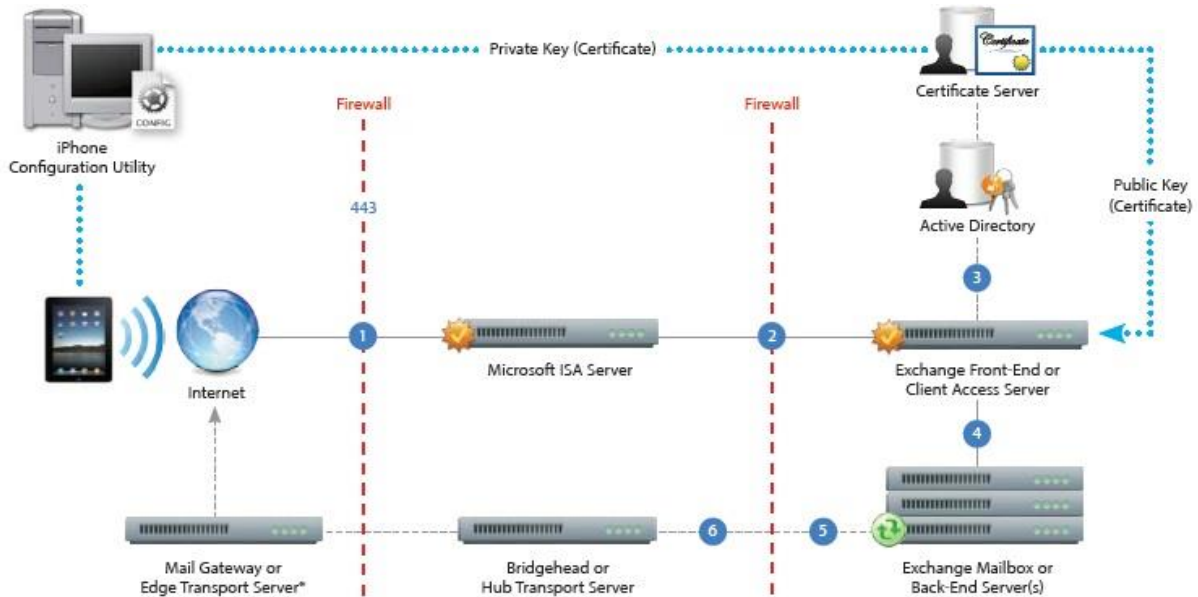 Private Key (Certificate)
Certificate
Certificate Server
CONFIG
iPhone
Configuration Utility
Firewall
Firewall
443
Public Key
(Certificate)
Active Directory
3
1
2
Internet
Microsoft ISA Server
Exchange Front-End or
Client Access Server
4
6
5
Mail Gateway or
Edge Transport Server*
Bridgehead or
Hub Transport Server
Exchange Mailbox or
Back-End Server(s)